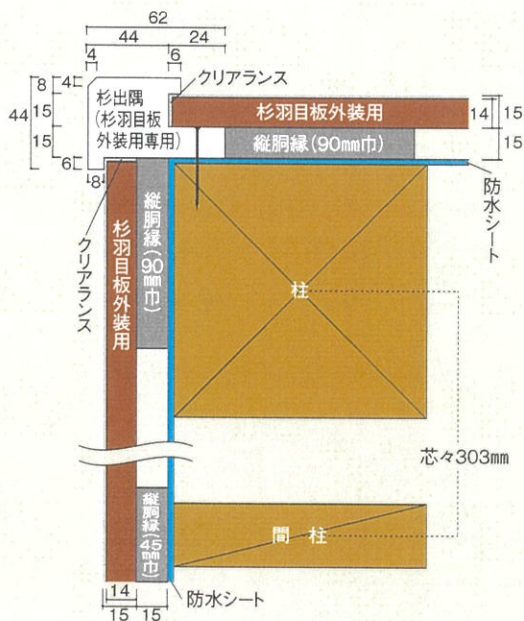 62
44
24
4
6
クリアランス
44
8
4
15
15
6
8
杉出隅
(杉羽目板
外装用専用)
杉羽目板外装用
14
15
15
縦胴縁(90mm巾)
防水シート
クリアランス
杉羽目板外装用
縦胴縁(90mm巾)
柱
芯々303mm
縦胴縁(45mm巾)
間 柱
14
15
15
防水シート